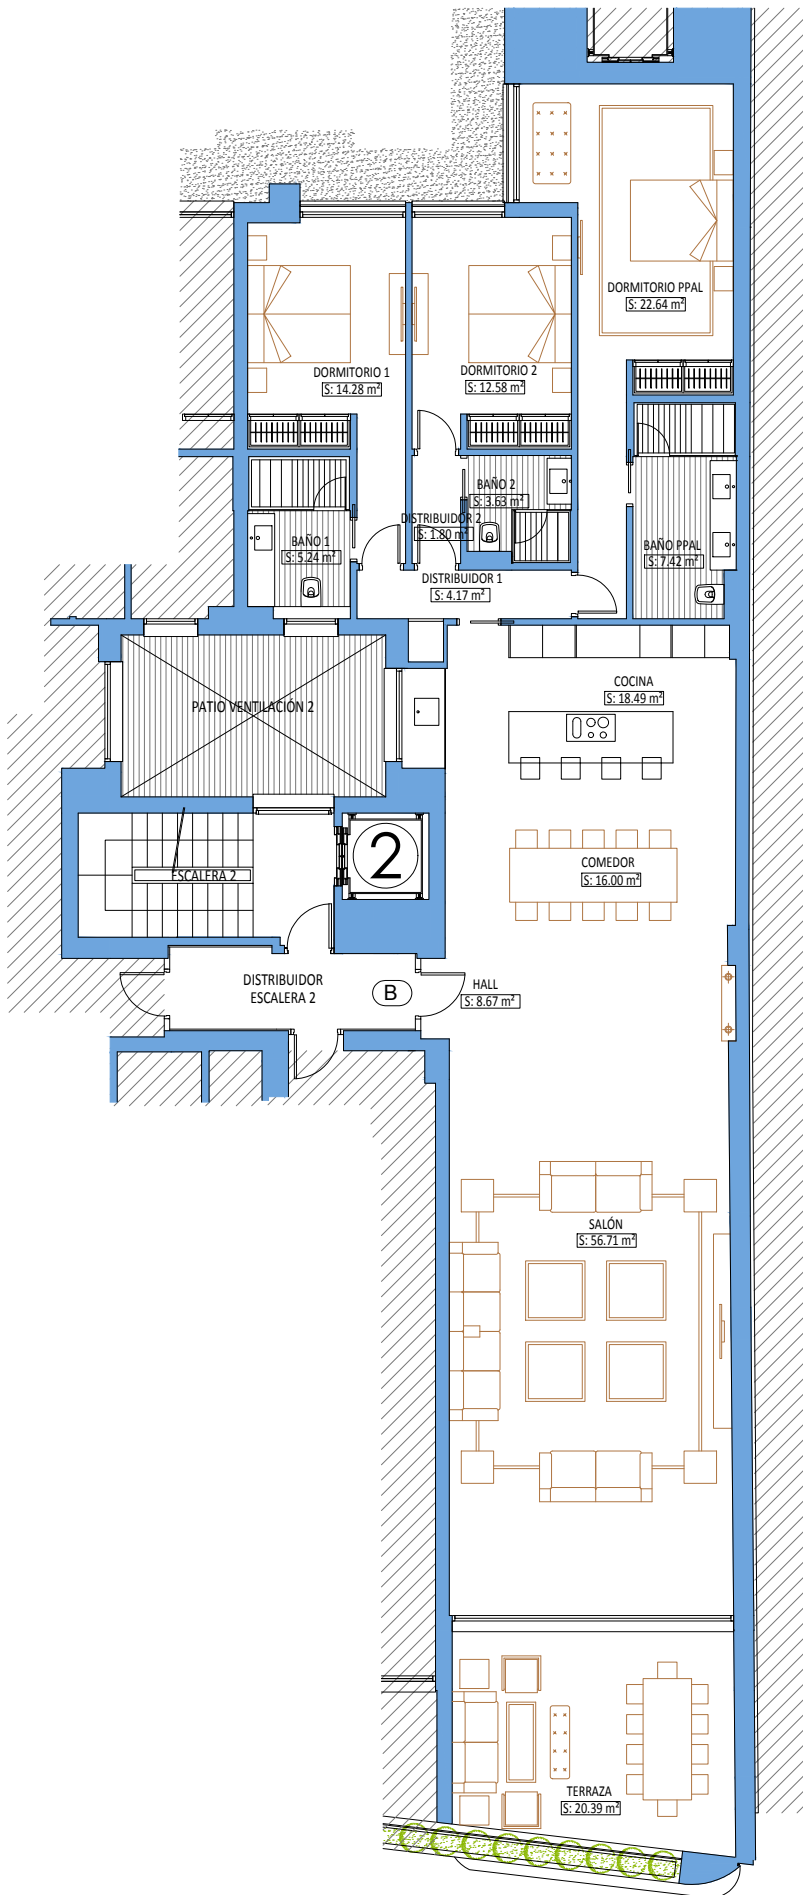 DORMITORIO PPAL
S: 22.64 m²
DORMITORIO 1
S: 14.28 m²
DORMITORIO 2
S: 12.58 m²
BAÑO 2
S: 3.63 m²
DISTRIBUIDOR 2
S: 1.80 m²
BAÑO 1
S: 5.24 m²
BAÑO PPAL
S: 7.42 m²
DISTRIBUIDOR 1
S: 4.17 m²
COCINA
S: 18.49 m²
PATIO VENTILACIÓN 2
2
COMEDOR
S: 16.00 m²
ESCALERA 2
DISTRIBUIDOR
ESCALERA 2
B
HALL
S: 8.67 m²
SALÓN
S: 56.71 m²
TERRAZA
S: 20.39 m²